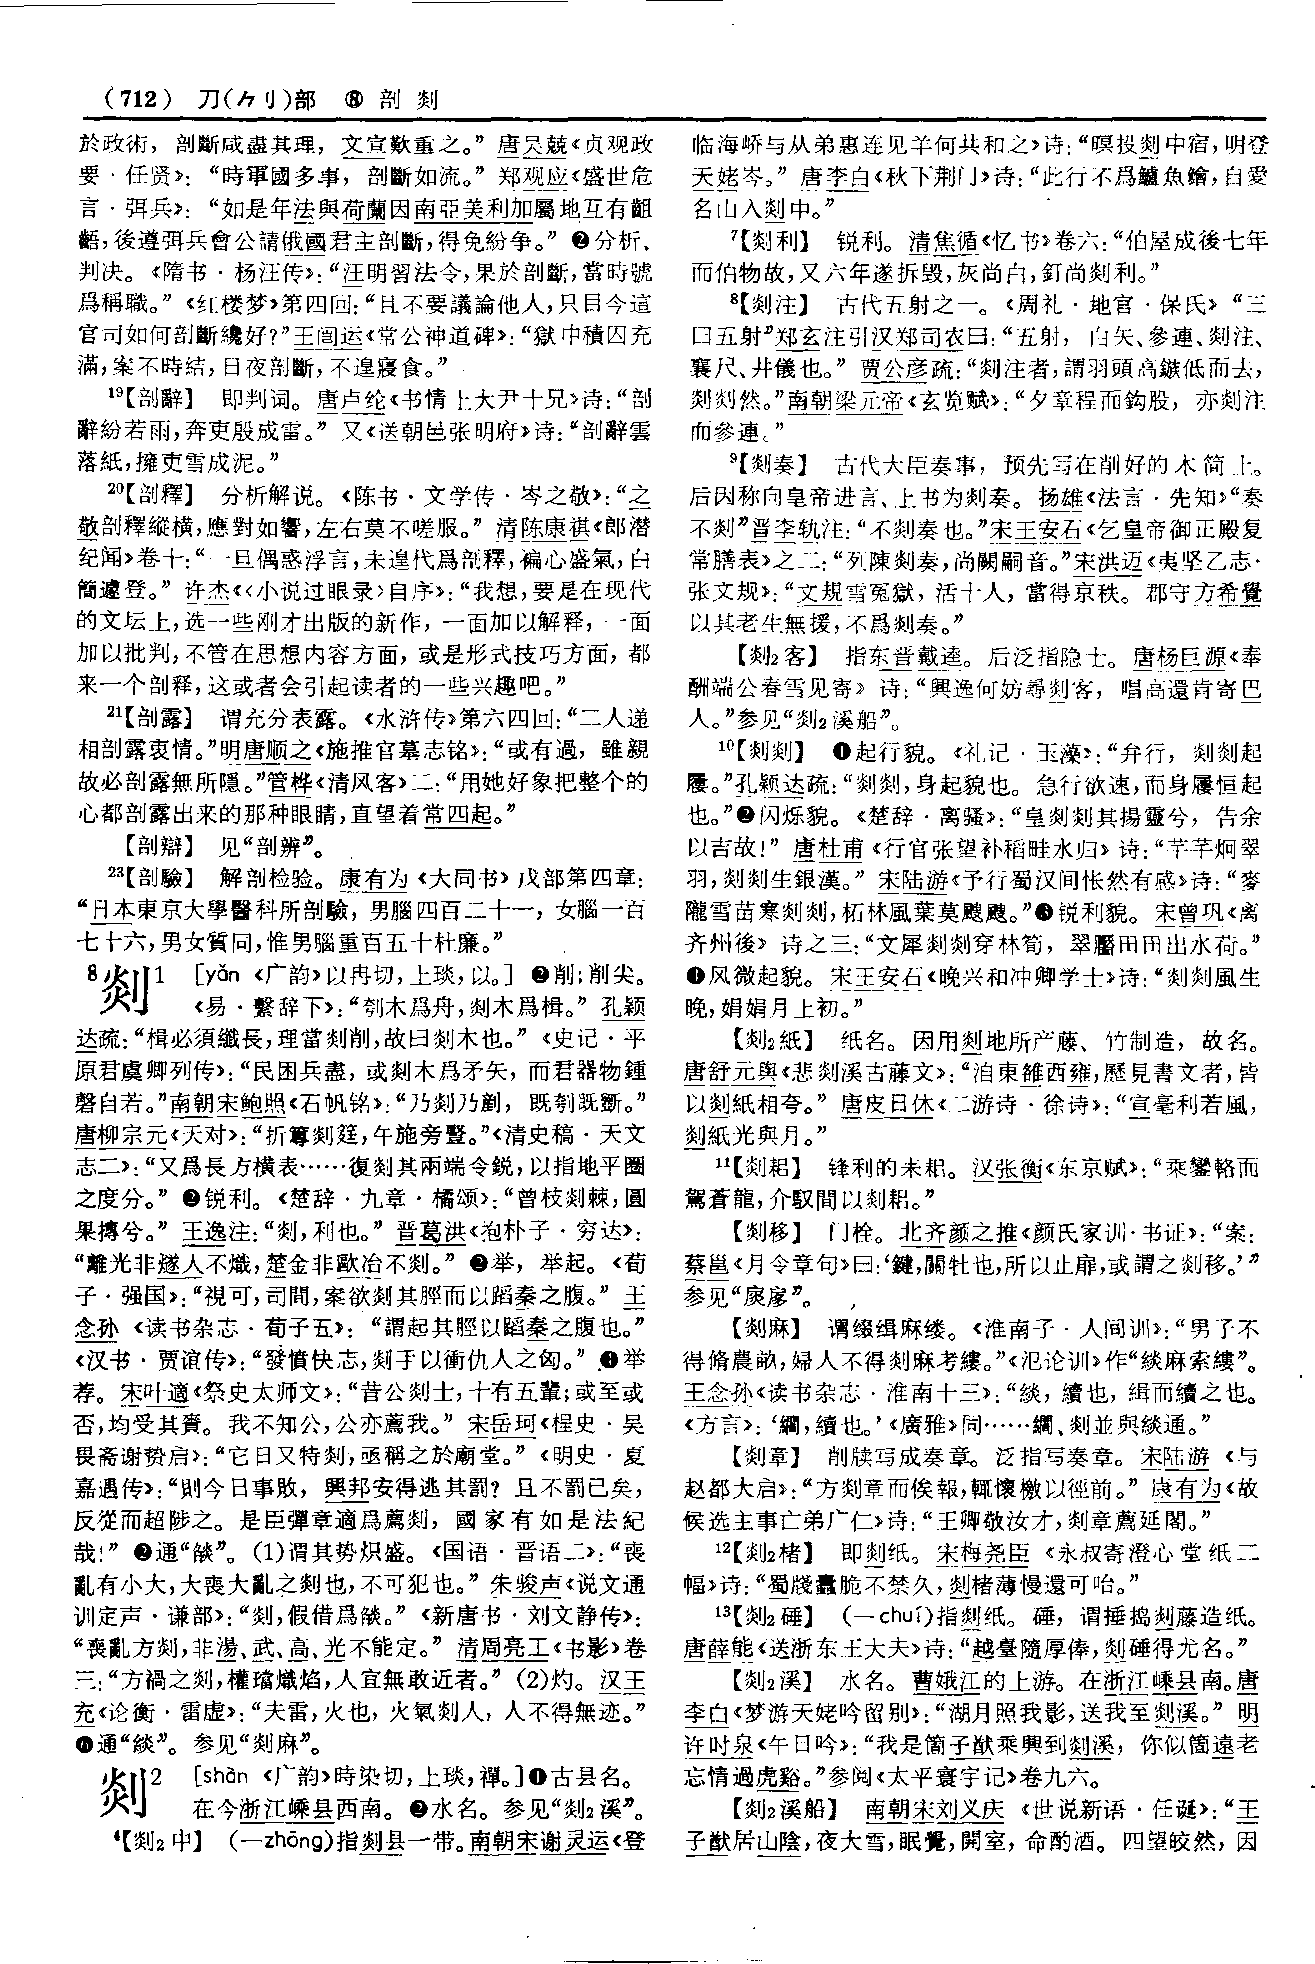 (712) 刀(⺈刂)部 ⑧ 剖 剡
於政術，剖斷咸盡其理，文宣歎重之。”唐吴兢《贞观政
要·任贤》：“時軍國多事，剖斷如流。”郑观应《盛世危
言·弭兵》：“如是年法與荷蘭因南亞美利加屬地互有齟
齬，後遵弭兵會公請俄國君主剖斷，得免紛争。”❷分析、
判决。《隋书·杨汪传》：“汪明習法令，果於剖斷，當時號
爲稱職。”《红楼梦》第四回：“且不要議論他人，只目今這
官司如何剖斷纔好？”王闿运《常公神道碑》：“獄中積囚充
滿，案不時結，日夜剖斷，不遑寢食。”
19【剖辭】 即判词。唐卢纶《书情上大尹十兄》诗：“剖
辭紛若雨，奔吏殷成雷。”又《送朝邑张明府》诗：“剖辭雲
落紙，擁吏雪成泥。”
20【剖釋】 分析解说。《陈书·文学传·岑之敬》：“之
敬剖釋縱横，應對如響，左右莫不嗟服。”清陈康祺《郎潜
纪闻》卷十：“一旦偶惑浮言，未遑代爲剖釋，褊心盛氣，白
簡遽登。”许杰《〈小说过眼录〉自序》：“我想，要是在现代
的文坛上，选一些刚才出版的新作，一面加以解释，一面
加以批判，不管在思想内容方面，或是形式技巧方面，都
来一个剖释，这或者会引起读者的一些兴趣吧。”
21【剖露】 谓充分表露。《水浒传》第六四回：“二人递
相剖露衷情。”明唐顺之《施推官墓志铭》：“或有過，雖親
故必剖露無所隱。”管桦《清风客》二：“用她好象把整个的
心都剖露出来的那种眼睛，直望着常四起。”
【剖辯】 见“剖辨”。
23【剖驗】 解剖检验。康有为《大同书》戊部第四章：
“日本東京大學醫科所剖驗，男腦四百二十一，女腦一百
七十六，男女質同，惟男腦重百五十杜廉。”
8剡1 [yǎn《广韵》以冉切，上琰，以。] ❶削；削尖。
《易·繫辞下》：“刳木爲舟，剡木爲楫。”孔颖
达疏：“楫必須纖長，理當剡削，故曰剡木也。”《史记·平
原君虞卿列传》：“民困兵盡，或剡木爲矛矢，而君器物鍾
磬自若。”南朝宋鲍照《石帆铭》：“乃剡乃劃，既刳既斲。”
唐柳宗元《天对》：“折篿剡筳，午施旁豎。”《清史稿·天文
志二》：“又爲長方横表……復剡其兩端令鋭，以指地平圈
之度分。”❷锐利。《楚辞·九章·橘颂》：“曾枝剡棘，圓
果摶兮。”王逸注：“剡，利也。”晋葛洪《抱朴子·穷达》：
“離光非燧人不熾，楚金非歐冶不剡。”❸举，举起。《荀
子·强国》：“視可，司間，案欲剡其脛而以蹈秦之腹。”王
念孙《读书杂志·荀子五》：“謂起其脛以蹈秦之腹也。”
《汉书·贾谊传》：“發憤快志，剡手以衝仇人之匈。”❹举
荐。宋叶適《祭史太师文》：“昔公剡士，十有五輩；或至或
否，均受其賚。我不知公，公亦薦我。”宋岳珂《桯史·吴
畏斋谢贽启》：“它日又特剡，亟稱之於廟堂。”《明史·夏
嘉遇传》：“則今日事敗，興邦安得逃其罰？且不罰已矣，
反從而超陟之。是臣彈章適爲薦剡，國家有如是法紀
哉！”❺通“燄”。(1)谓其势炽盛。《国语·晋语二》：“喪
亂有小大，大喪大亂之剡也，不可犯也。”朱骏声《说文通
训定声·谦部》：“剡，假借爲燄。”《新唐书·刘文静传》：
“喪亂方剡，非湯、武、高、光不能定。”清周亮工《书影》卷
三：“方禍之剡，權璫熾焰，人宜無敢近者。”(2)灼。汉王
充《论衡·雷虚》：“夫雷，火也，火氣剡人，人不得無迹。”
❻通“緂”。参见“剡麻”。
剡2 [shàn《广韵》時染切，上琰，禪。]❶古县名。
在今浙江嵊县西南。❷水名。参见“剡₂溪”。
4【剡₂中】 (—zhōng)指剡县一带。南朝宋谢灵运《登
临海峤与从弟惠连见羊何共和之》诗：“暝投剡中宿，明登
天姥岑。”唐李白《秋下荆门》诗：“此行不爲鱸魚鱠，自愛
名山入剡中。”
7【剡利】 锐利。清焦循《忆书》卷六：“伯屋成後七年
而伯物故，又六年遂拆毁，灰尚白，釘尚剡利。”
8【剡注】 古代五射之一。《周礼·地官·保氏》“三
曰五射”郑玄注引汉郑司农曰：“五射，白矢、參連、剡注、
襄尺、井儀也。”贾公彦疏：“剡注者，謂羽頭高鏃低而去，
剡剡然。”南朝梁元帝《玄览赋》：“夕章程而鈎股，亦剡注
而參連。”
9【剡奏】 古代大臣奏事，预先写在削好的木简上。
后因称向皇帝进言、上书为剡奏。扬雄《法言·先知》“奏
不剡”晋李轨注：“不剡奏也。”宋王安石《乞皇帝御正殿复
常膳表》之二：“列陳剡奏，尚闕嗣音。”宋洪迈《夷坚乙志·
张文规》：“文規雪冤獄，活十人，當得京秩。郡守方希覺
以其老生無援，不爲剡奏。”
【剡₂客】 指东晋戴逵。后泛指隐士。唐杨巨源《奉
酬端公春雪见寄》诗：“興逸何妨尋剡客，唱高還肯寄巴
人。”参见“剡₂溪船”。
10【剡剡】 ❶起行貌。《礼记·玉藻》：“弁行，剡剡起
屨。”孔颖达疏：“剡剡，身起貌也。急行欲速，而身屨恒起
也。”❷闪烁貌。《楚辞·离骚》：“皇剡剡其揚靈兮，告余
以吉故！”唐杜甫《行官张望补稻畦水归》诗：“芊芊炯翠
羽，剡剡生銀漢。”宋陆游《予行蜀汉间怅然有感》诗：“麥
隴雪苗寒剡剡，柘林風葉莫颼颼。”❸锐利貌。宋曾巩《离
齐州後》诗之三：“文犀剡剡穿林筍，翠靨田田出水荷。”
❹风微起貌。宋王安石《晚兴和冲卿学士》诗：“剡剡風生
晚，娟娟月上初。”
【剡₂紙】 纸名。因用剡地所产藤、竹制造，故名。
唐舒元舆《悲剡溪古藤文》：“洎東雒西雍，歷見書文者，皆
以剡紙相夸。”唐皮日休《二游诗·徐诗》：“宣毫利若風，
剡紙光與月。”
11【剡耜】 锋利的耒耜。汉张衡《东京赋》：“乘鑾輅而
駕蒼龍，介馭間以剡耜。”
【剡移】 门栓。北齐颜之推《颜氏家训·书证》：“案：
蔡邕《月令章句》曰：‘鍵，關牡也，所以止扉，或謂之剡移。’”
参见“扊扅”。
【剡麻】 谓缀缉麻缕。《淮南子·人间训》：“男子不
得脩農畝，婦人不得剡麻考縷。”《氾论训》作“緂麻索縷”。
王念孙《读书杂志·淮南十三》：“緂，續也，緝而續之也。
《方言》：‘繝，續也。’《廣雅》同……繝、剡並與緂通。”
【剡章】 削牍写成奏章。泛指写奏章。宋陆游《与
赵都大启》：“方剡章而俟報，輒懷檄以徑前。”康有为《故
候选主事亡弟广仁》诗：“王卿敬汝才，剡章薦延閣。”
12【剡₂楮】 即剡纸。宋梅尧臣《永叔寄澄心堂纸二
幅》诗：“蜀牋蠹脆不禁久，剡楮薄慢還可咍。”
13【剡₂硾】 (—chuí)指剡纸。硾，谓捶捣剡藤造纸。
唐薛能《送浙东王大夫》诗：“越臺隨厚俸，剡硾得尤名。”
【剡₂溪】 水名。曹娥江的上游。在浙江嵊县南。唐
李白《梦游天姥吟留别》：“湖月照我影，送我至剡溪。”明
许时泉《午日吟》：“我是箇子猷乘興到剡溪，你似箇遠老
忘情過虎谿。”参阅《太平寰宇记》卷九六。
【剡₂溪船】 南朝宋刘义庆《世说新语·任诞》：“王
子猷居山陰，夜大雪，眠覺，開室，命酌酒。四望皎然，因